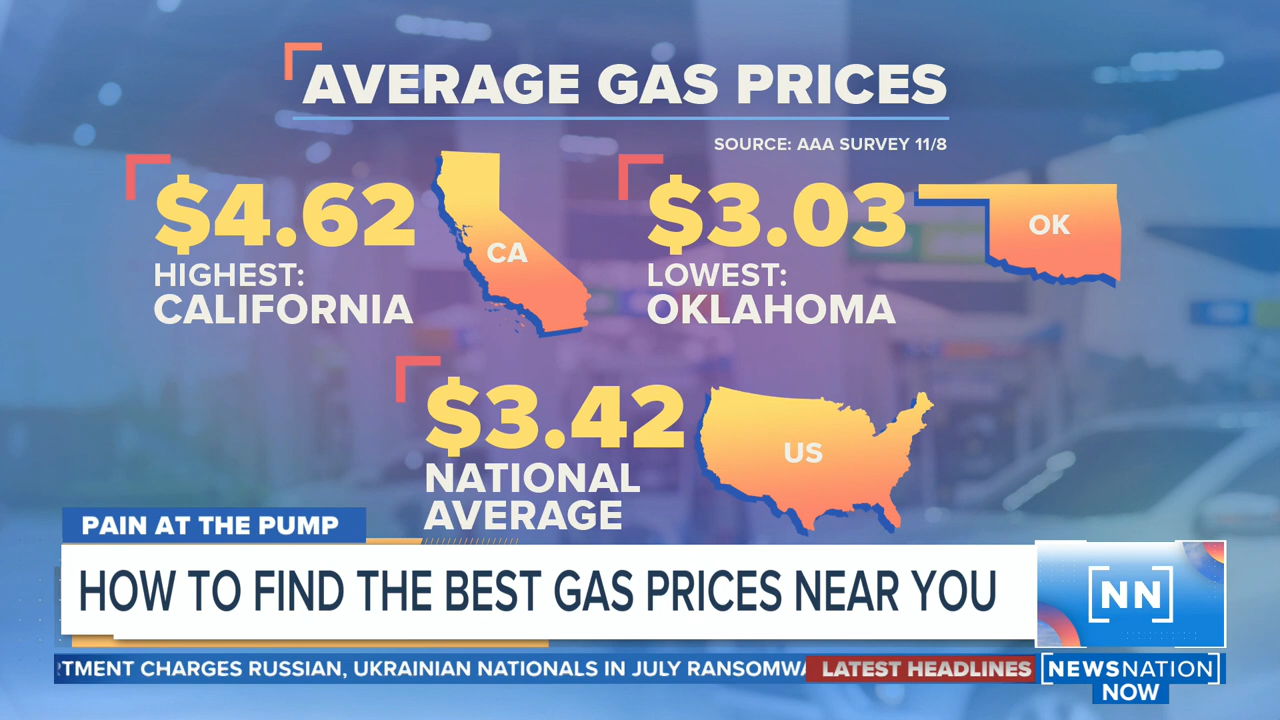 AVERAGE GAS PRICES
SOURCE: AAA SURVEY 11/8
$4.62
HIGHEST:
CALIFORNIA
CA
$3.03
LOWEST:
OKLAHOMA
OK
$3.42
NATIONAL
AVERAGE
US
PAIN AT THE PUMP
HOW TO FIND THE BEST GAS PRICES NEAR YOU
NN
TMENT CHARGES RUSSIAN, UKRAINIAN NATIONALS IN JULY RANSOMWA
LATEST HEADLINES
NEWSNATION
NOW